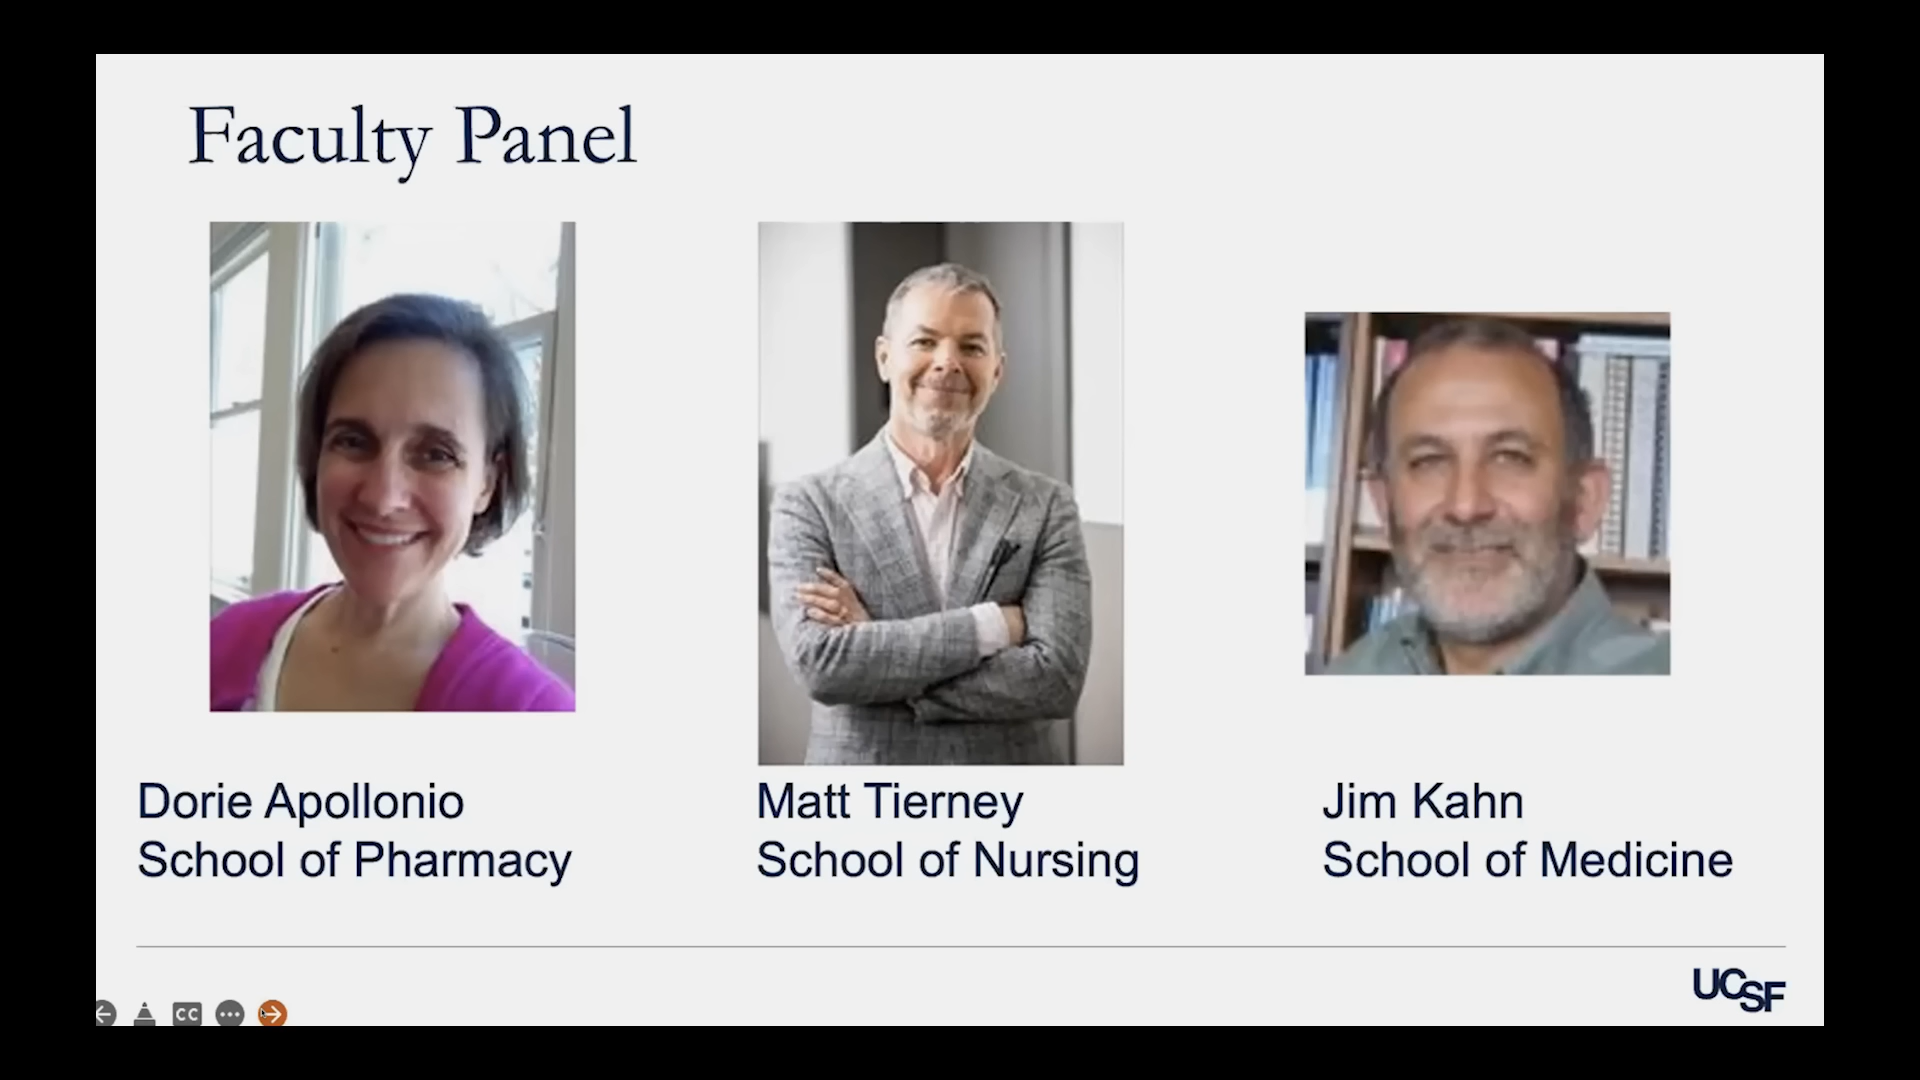 Faculty Panel
Dorie Apollonio
School of Pharmacy
Matt Tierney
School of Nursing
Jim Kahn
School of Medicine
UCSF
CC